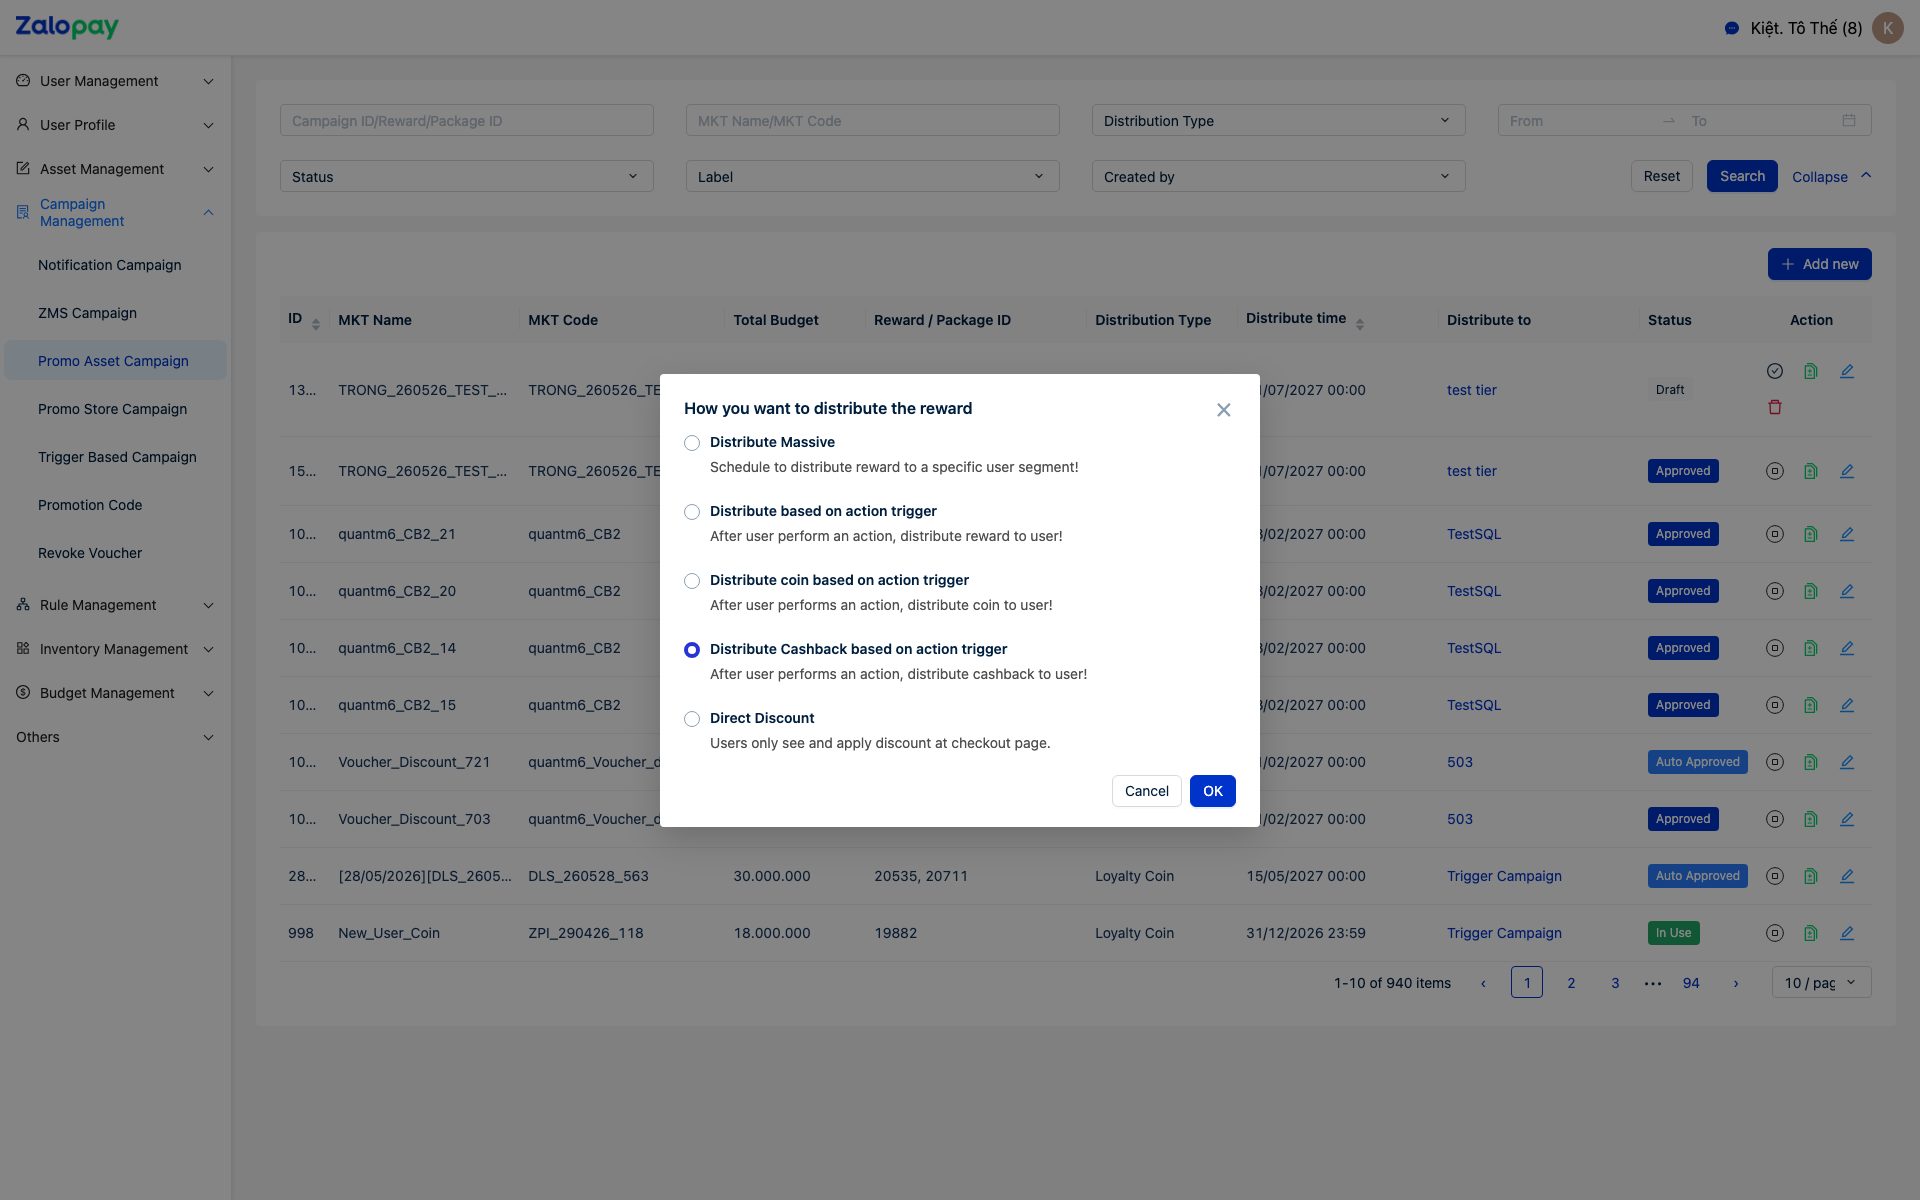 Zalopay
Kiệt. Tô Thế (8)
K
User Management
User Profile
Asset Management
Campaign
Management
Notification Campaign
ZMS Campaign
Promo Asset Campaign
Promo Store Campaign
Trigger Based Campaign
Promotion Code
Revoke Voucher
Rule Management
Inventory Management
Budget Management
Others
Campaign ID/Reward/Package ID
MKT Name/MKT Code
Distribution Type
From
To
Status
Label
Created by
Reset
Search
Collapse
Add new
ID MKT Name MKT Code Total Budget Reward / Package ID Distribution Type Distribute time Distribute to Status Action
13... TRONG_260526_TEST_... TRONG_260526_TE /07/2027 00:00 test tier Draft
15... TRONG_260526_TEST_... TRONG_260526_TE /07/2027 00:00 test tier Approved
10... quantm6_CB2_21 quantm6_CB2 /02/2027 00:00 TestSQL Approved
10... quantm6_CB2_20 quantm6_CB2 /02/2027 00:00 TestSQL Approved
10... quantm6_CB2_14 quantm6_CB2 /02/2027 00:00 TestSQL Approved
10... quantm6_CB2_15 quantm6_CB2 /02/2027 00:00 TestSQL Approved
10... Voucher_Discount_721 quantm6_Voucher_d /02/2027 00:00 503 Auto Approved
10... Voucher_Discount_703 quantm6_Voucher_d /02/2027 00:00 503 Approved
28... [28/05/2026][DLS_2605... DLS_260528_563 30.000.000 20535, 20711 Loyalty Coin 15/05/2027 00:00 Trigger Campaign Auto Approved
998 New_User_Coin ZPI_290426_118 18.000.000 19882 Loyalty Coin 31/12/2026 23:59 Trigger Campaign In Use
1-10 of 940 items ‹ 1 2 3 ••• 94 › 10 / pag
How you want to distribute the reward
Distribute Massive
Schedule to distribute reward to a specific user segment!
Distribute based on action trigger
After user perform an action, distribute reward to user!
Distribute coin based on action trigger
After user performs an action, distribute coin to user!
Distribute Cashback based on action trigger
After user performs an action, distribute cashback to user!
Direct Discount
Users only see and apply discount at checkout page.
Cancel
OK